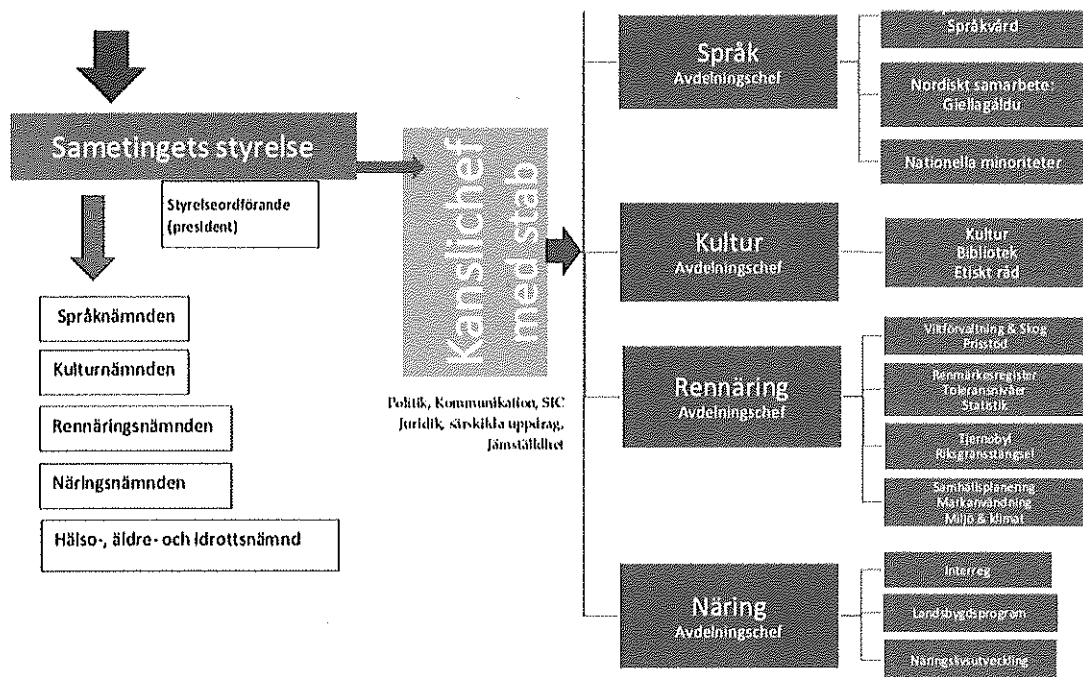 Sametingets styrelse
Styrelseordförande
(president)
Språknämnden
Kulturnämnden
Rennäringsnämnden
Näringsnämnden
Hälso-, äldre- och idrottsnämnd
Kanslichef
med stab
Politik, Kommunikation, SIC
Juridik, särskilda uppdrag,
Språk
Avdelningschef
Språkvård
Nordiskt samarbete:
Giellagáldu
Nationella minoriteter
Kultur
Avdelningschef
Kultur
Bibliotek
Etiskt råd
Rennäring
Avdelningschef
Viltförvaltning & Skog
Prisstöd
Renmärkesregister
Toleransnivåer
Statistik
Tjernobyl
Riksgränsstängsel
Samhällsplanering
Markanvändning
Miljö & klimat
Näring
Avdelningschef
Interreg
Landsbygdsprogram
Näringslivsutveckling